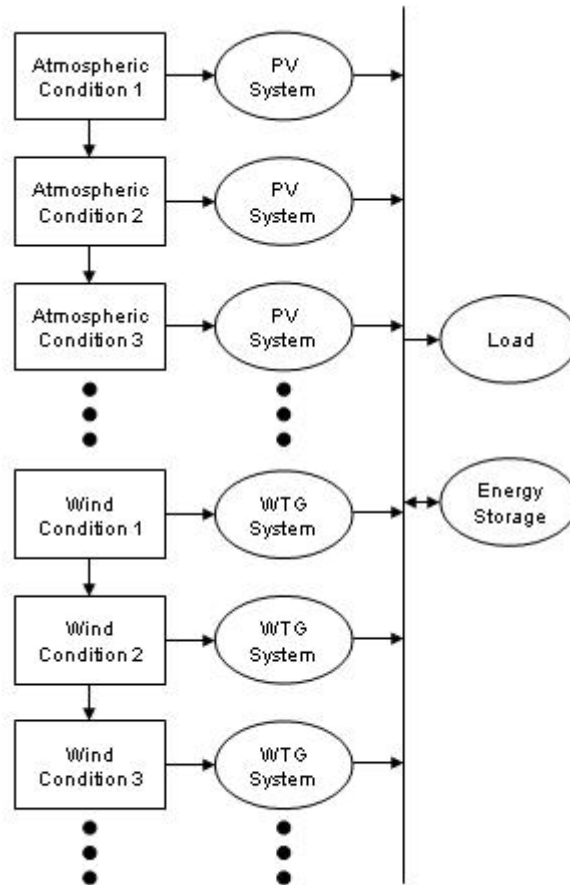 Atmospheric
Condition 1
PV
System
Atmospheric
Condition 2
PV
System
Atmospheric
Condition 3
PV
System
Load
Wind
Condition 1
WTG
System
Energy
Storage
Wind
Condition 2
WTG
System
Wind
Condition 3
WTG
System